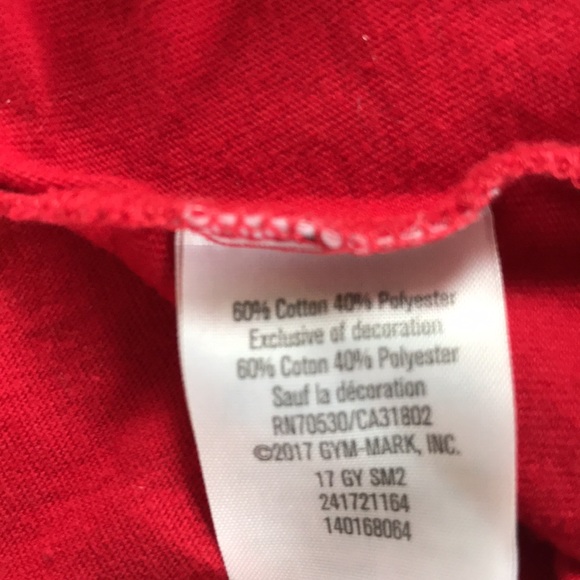 60% Cotton 40% Polyester
Exclusive of decoration
60% Coton 40% Polyester
Sauf la décoration
RN70530/CA31802
©2017 GYM-MARK, INC.
17 GY SM2
241721164
140168064